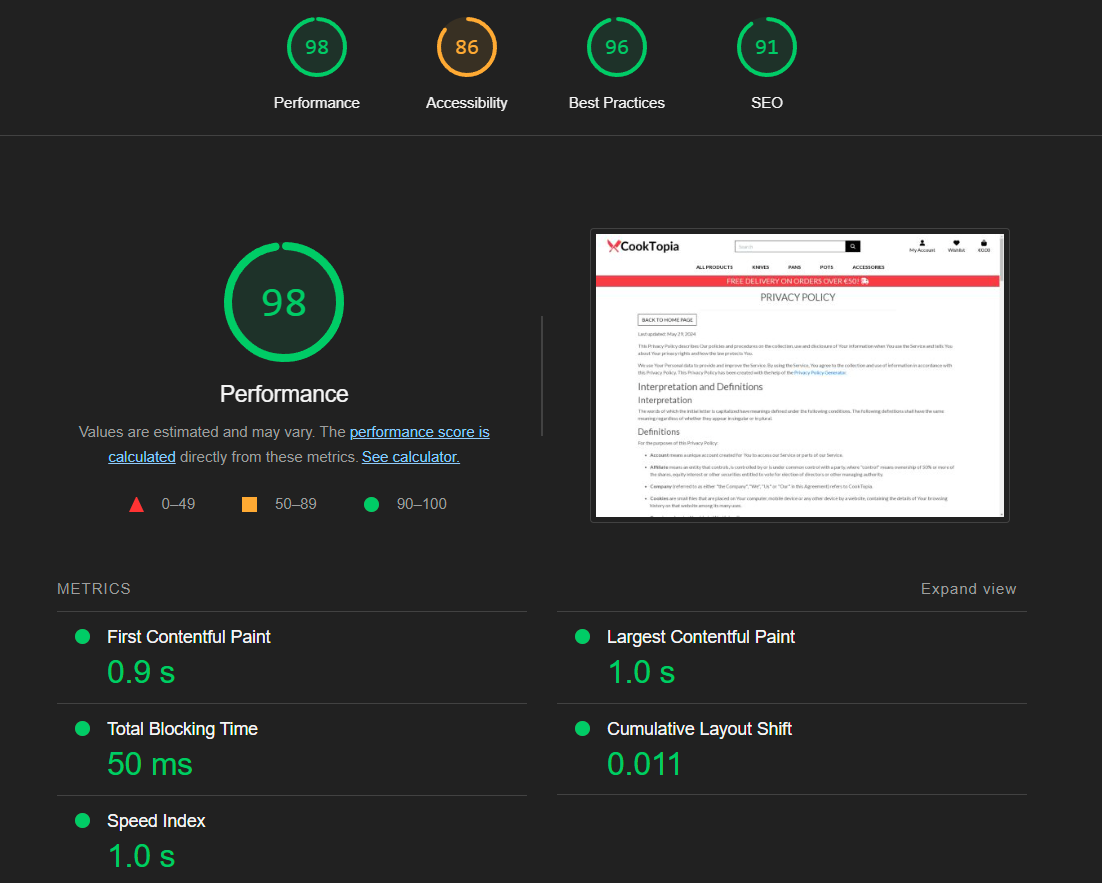 98
86
96
91
Performance
Accessibility
Best Practices
SEO
98
Performance
Values are estimated and may vary. The performance score is
calculated directly from these metrics. See calculator.
0–49
50–89
90–100
CookTopia
Search
My Account
Wishlist
€0.00
ALL PRODUCTS
KNIVES
PANS
POTS
ACCESSORIES
FREE DELIVERY ON ORDERS OVER €50!
PRIVACY POLICY
BACK TO HOME PAGE
Last updated: May 29, 2024
This Privacy Policy describes Our policies and procedures on the collection, use and disclosure of Your information when You use the Service and tells You
about Your privacy rights and how the law protects You.
We use Your Personal data to provide and improve the Service. By using the Service, You agree to the collection and use of information in accordance with
this Privacy Policy. This Privacy Policy has been created with the help of the Privacy Policy Generator.
Interpretation and Definitions
Interpretation
The words of which the initial letter is capitalized have meanings defined under the following conditions. The following definitions shall have the same
meaning regardless of whether they appear in singular or in plural.
Definitions
For the purposes of this Privacy Policy:
Account means a unique account created for You to access our Service or parts of our Service.
Affiliate means an entity that controls, is controlled by or is under common control with a party, where "control" means ownership of 50% or more of
the shares, equity interest or other securities entitled to vote for election of directors or other managing authority.
Company (referred to as either "the Company", "We", "Us" or "Our" in this Agreement) refers to CookTopia.
Cookies are small files that are placed on Your computer, mobile device or any other device by a website, containing the details of Your browsing
history on that website among its many uses.
METRICS
Expand view
First Contentful Paint
0.9 s
Largest Contentful Paint
1.0 s
Total Blocking Time
50 ms
Cumulative Layout Shift
0.011
Speed Index
1.0 s